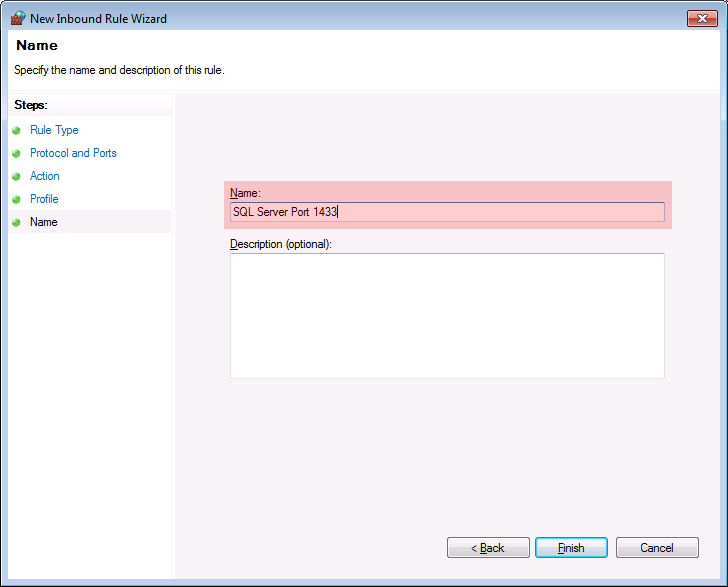 New Inbound Rule Wizard
Name
Specify the name and description of this rule.
Steps:
Rule Type
Protocol and Ports
Action
Profile
Name
Name:
SQL Server Port 1433
Description (optional):
< Back
Finish
Cancel